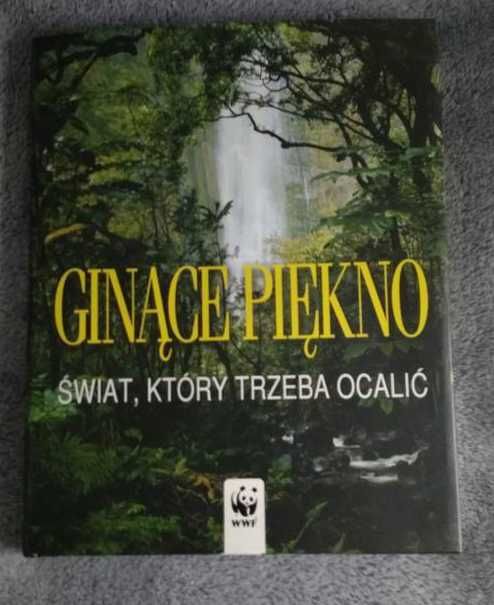 GINĄCE PIĘKNO
ŚWIAT, KTÓRY TRZEBA OCALIĆ
WWF